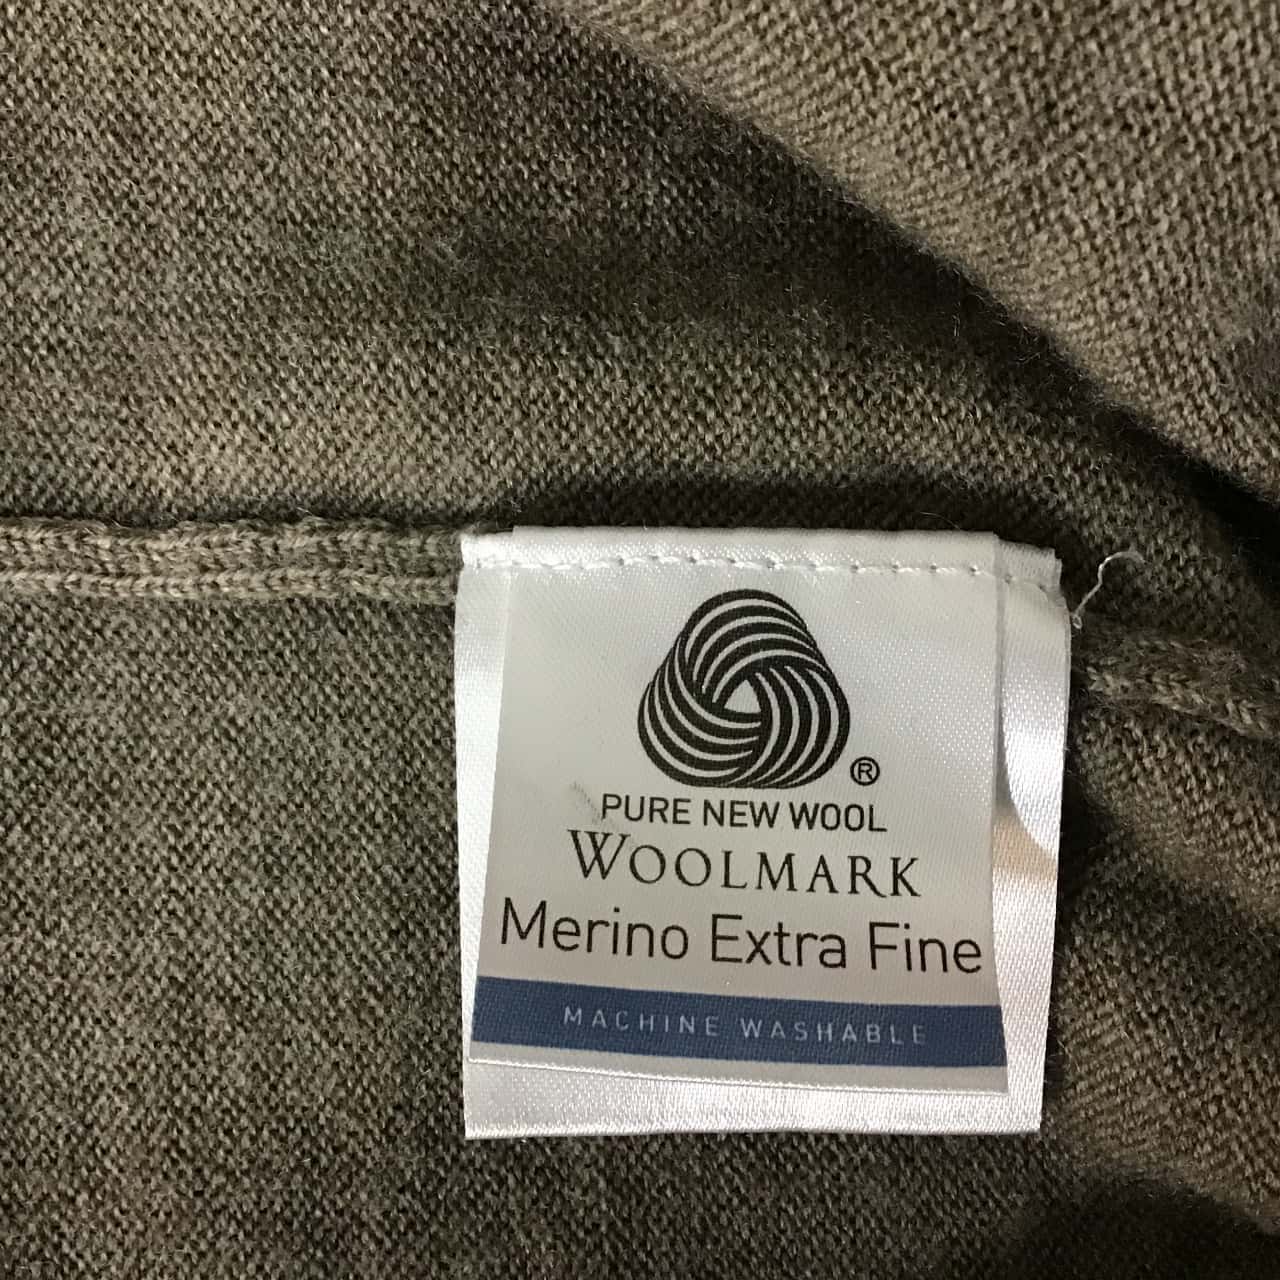 ®
PURE NEW WOOL
WOOLMARK
Merino Extra Fine
MACHINE WASHABLE